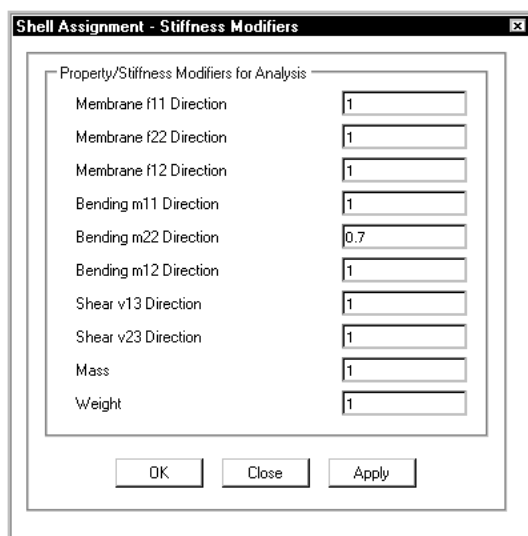 Shell Assignment - Stiffness Modifiers
Property/Stiffness Modifiers for Analysis
Membrane f11 Direction 1
Membrane f22 Direction 1
Membrane f12 Direction 1
Bending m11 Direction 1
Bending m22 Direction 0.7
Bending m12 Direction 1
Shear v13 Direction 1
Shear v23 Direction 1
Mass 1
Weight 1
OK Close Apply